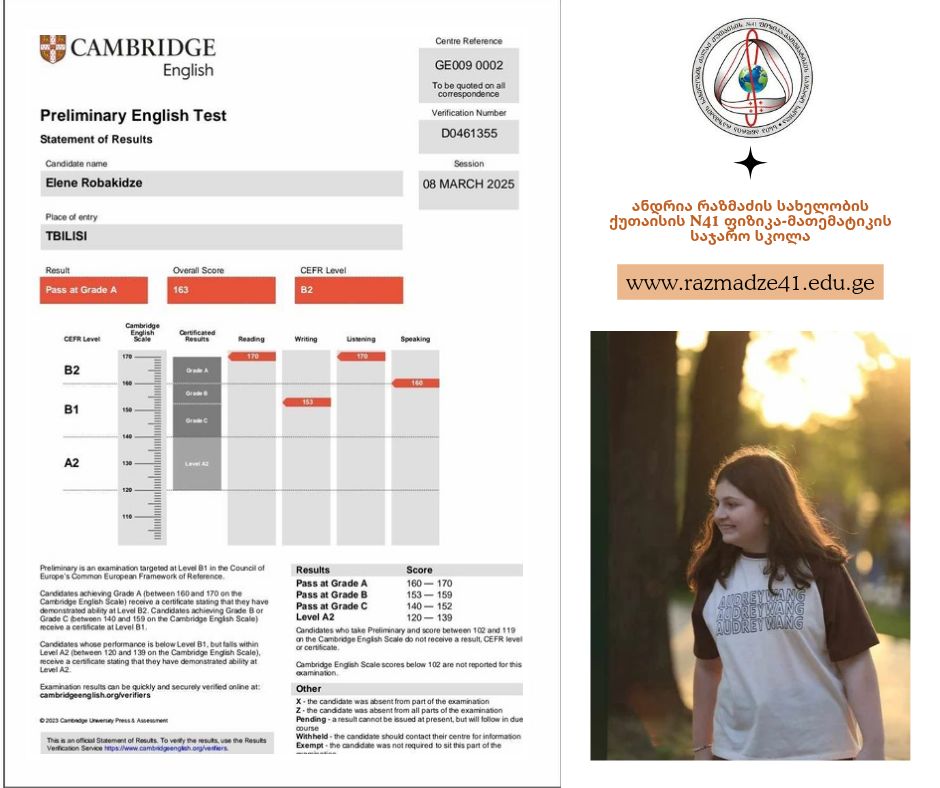 CAMBRIDGE
English
Centre Reference
GE009 0002
To be quoted on all
correspondence
Verification Number
D0461355
Session
08 MARCH 2025
Preliminary English Test
Statement of Results
Candidate name
Elene Robakidze
Place of entry
TBILISI
Result
Overall Score
CEFR Level
Pass at Grade A
163
B2
CEFR Level
Cambridge
English
Scale
Certificated
Results
Reading
Writing
Listening
Speaking
B2
B1
A2
170
160
150
140
130
120
110
Grade A
Grade B
Grade C
Level A2
170
153
170
160
Preliminary is an examination targeted at Level B1 in the Council of
Europe's Common European Framework of Reference.
Candidates achieving Grade A (between 160 and 170 on the
Cambridge English Scale) receive a certificate stating that they have
demonstrated ability at Level B2. Candidates achieving Grade B or
Grade C (between 140 and 159 on the Cambridge English Scale)
receive a certificate at Level B1.
Candidates whose performance is below Level B1, but falls within
Level A2 (between 120 and 139 on the Cambridge English Scale),
receive a certificate stating that they have demonstrated ability at
Level A2.
Examination results can be quickly and securely verified online at:
cambridgeenglish.org/verifiers
© 2023 Cambridge University Press & Assessment
This is an official Statement of Results. To verify the results, use the Results
Verification Service https://www.cambridgeenglish.org/verifiers.
Results Score
Pass at Grade A 160 — 170
Pass at Grade B 153 — 159
Pass at Grade C 140 — 152
Level A2 120 — 139
Candidates who take Preliminary and score between 102 and 119
on the Cambridge English Scale do not receive a result, CEFR level
or certificate.
Cambridge English Scale scores below 102 are not reported for this
examination.
Other
X - the candidate was absent from part of the examination
Z - the candidate was absent from all parts of the examination
Pending - a result cannot be issued at present, but will follow in due
course
Withheld - the candidate should contact their centre for information
Exempt - the candidate was not required to sit this part of the
ანდრია რაზმაძის სახელობის
ქუთაისის N41 ფიზიკა-მათემატიკის
საჯარო სკოლა
www.razmadze41.edu.ge
AUDREYWANG
AUDREYWANG
AUDREYWANG